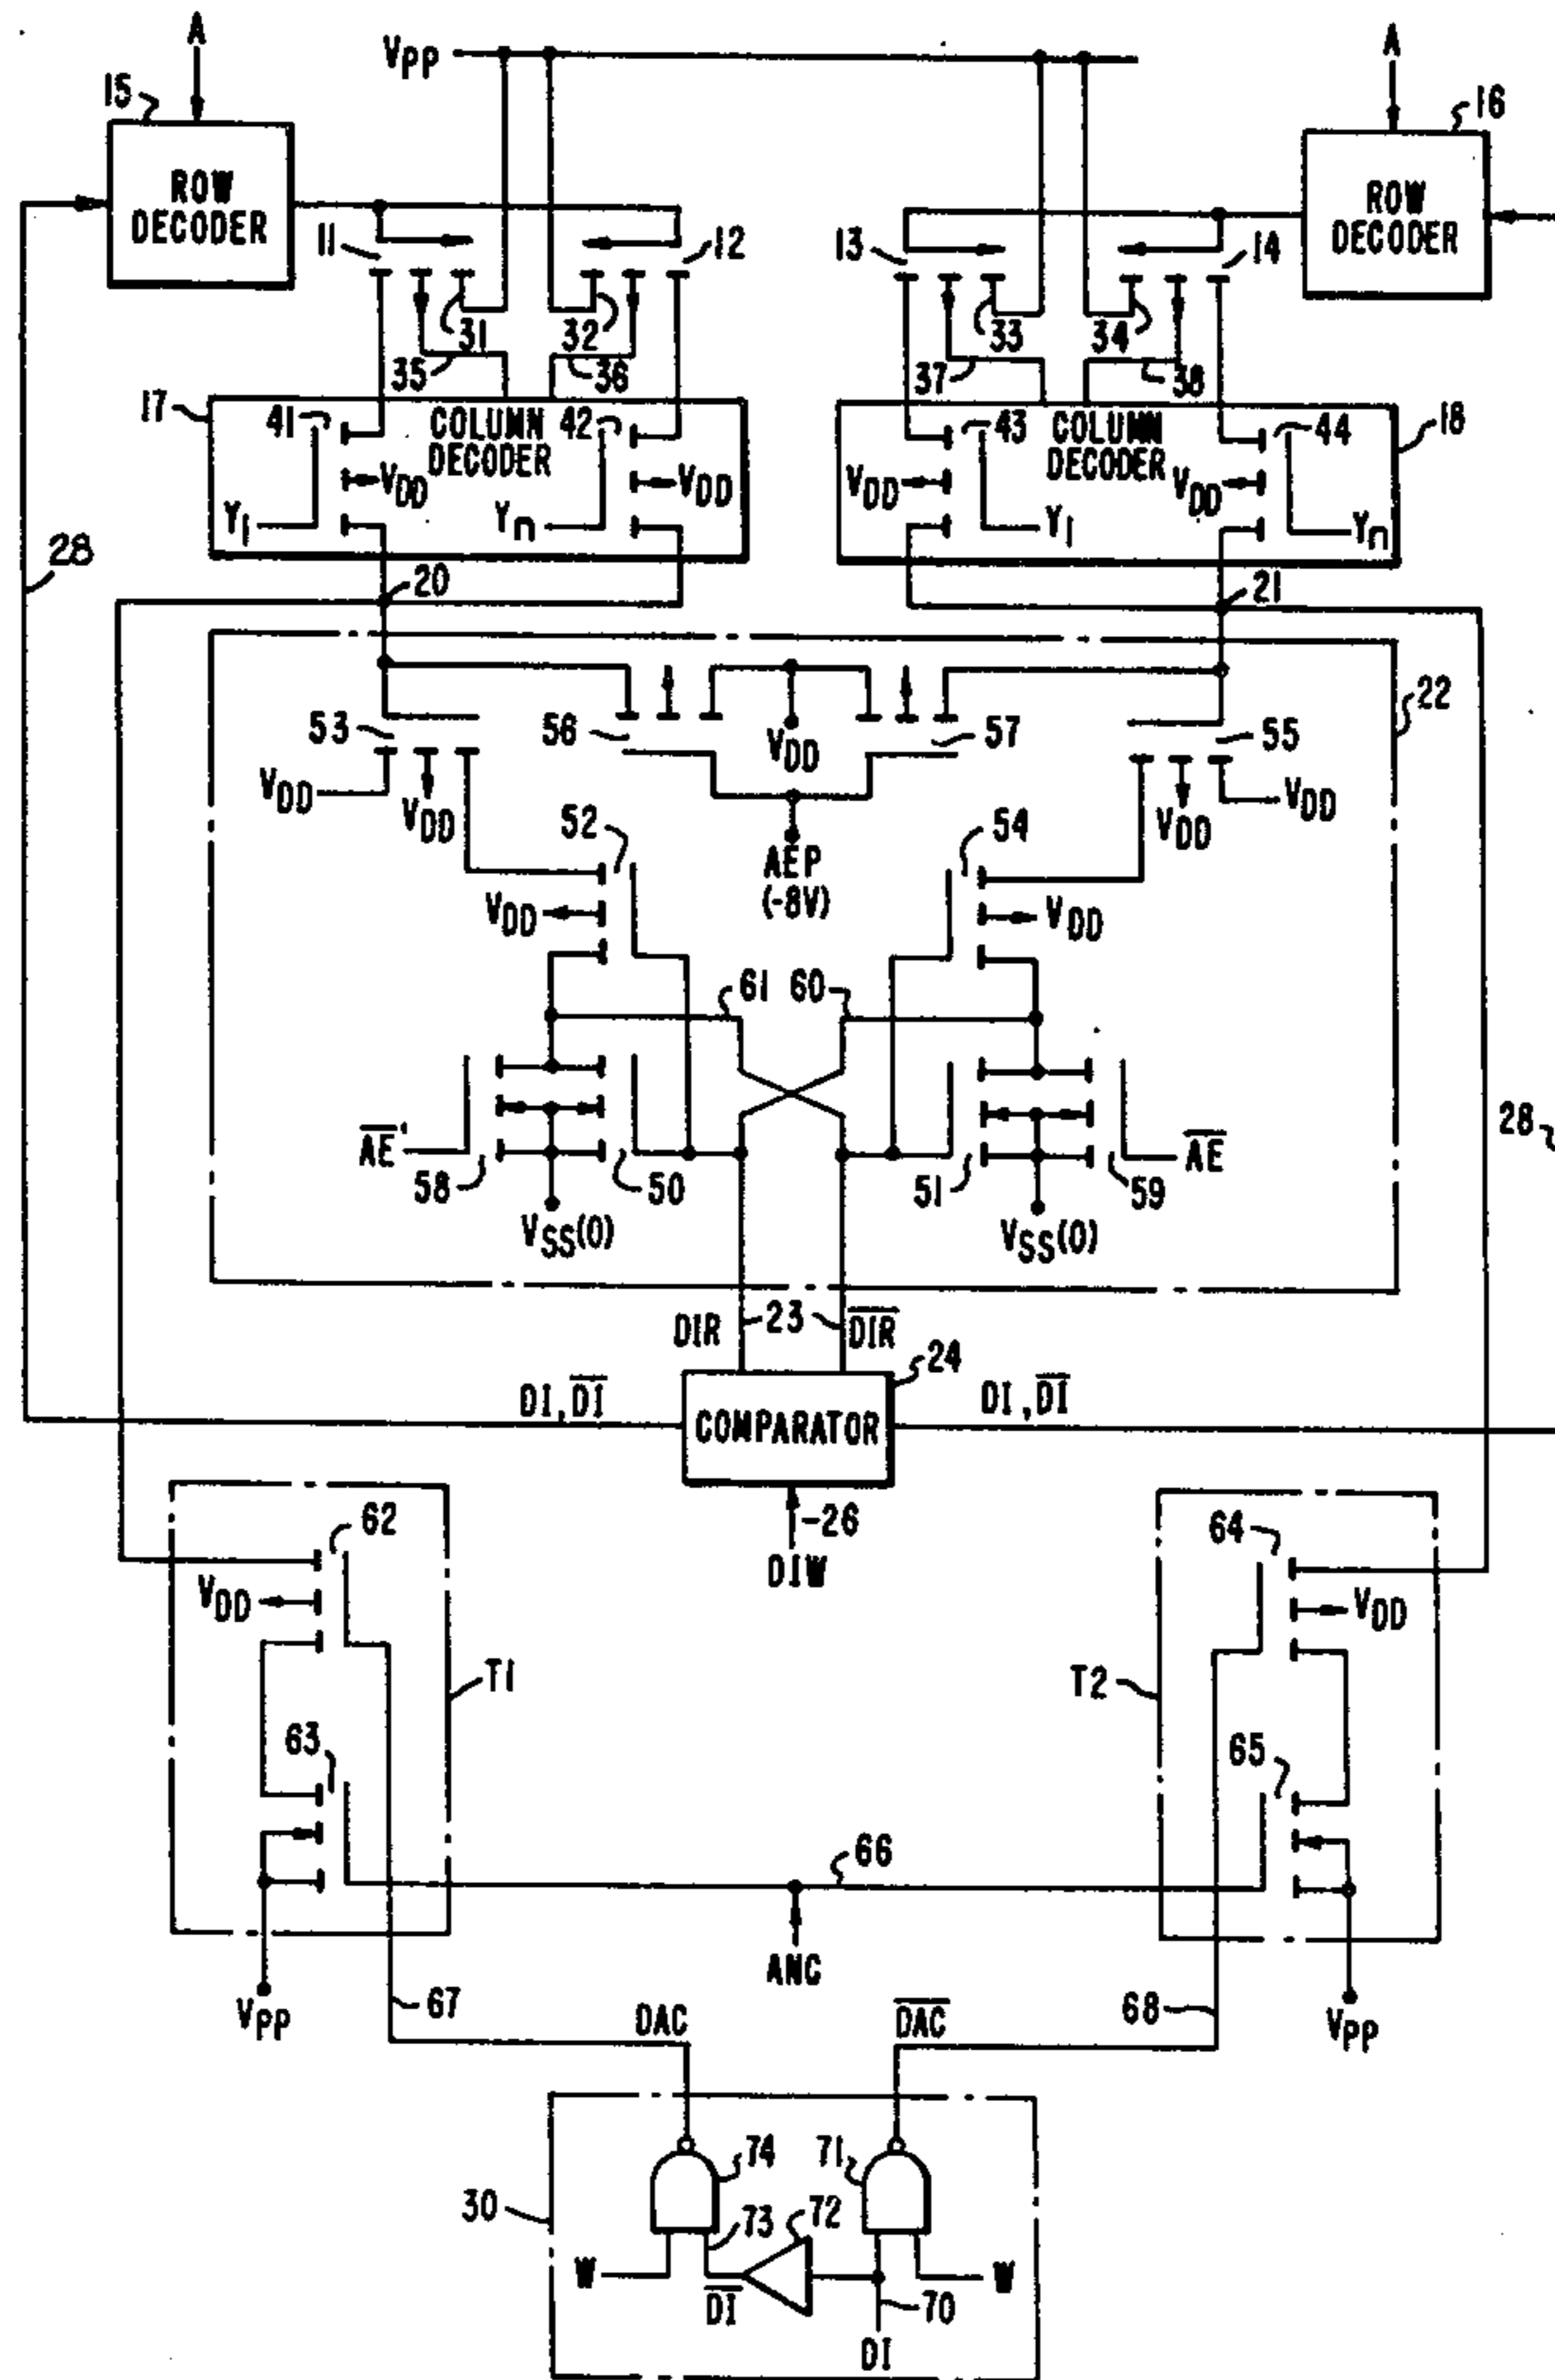 A
Vpp
A
15
16
ROW
DECODER
ROW
DECODER
11
12
13
14
31
32
33
34
35
36
37
38
17
41
COLUMN
DECODER
42
43
COLUMN
DECODER
44
18
VDD
VDD
VDD
VDD
Y1
Yn
Y1
Yn
28
20
21
22
53
56
VDD
57
55
VDD
VDD
VDD
VDD
52
AEP
(-8V)
54
VDD
VDD
61
60
28
AE
58
50
51
59
AE
VSS(0)
VSS(0)
DIR
23
DIR
24
DI, DI
COMPARATOR
DI, DI
26
DIW
62
64
VDD
VDD
T1
T2
63
65
66
ANC
VPP
67
DAC
DAC
68
VPP
74
71
30
73
72
W
DI
70
W
DI